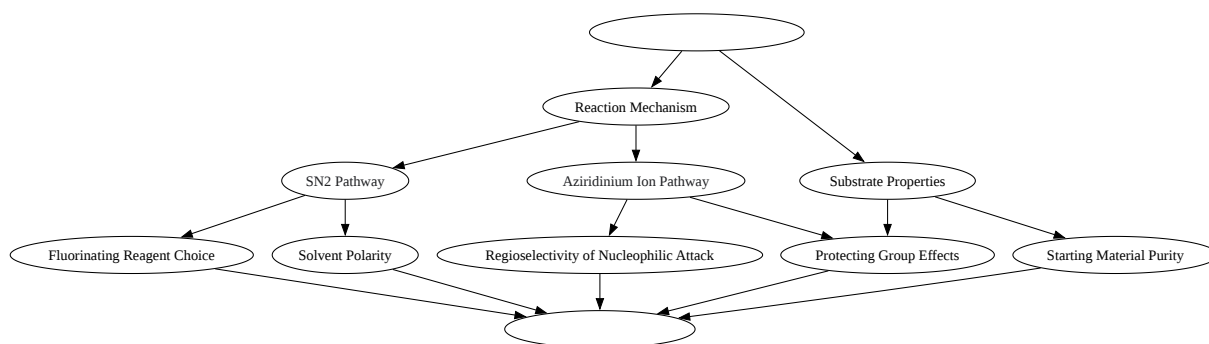 Reaction Mechanism
SN2 Pathway
Aziridinium Ion Pathway
Substrate Properties
Fluorinating Reagent Choice
Solvent Polarity
Regioselectivity of Nucleophilic Attack
Protecting Group Effects
Starting Material Purity